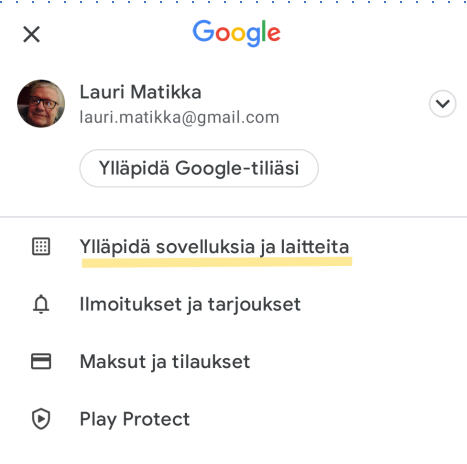 Google
Lauri Matikka
lauri.matikka@gmail.com
Ylläpidä Google-tiliäsi
Ylläpidä sovelluksia ja laitteita
Ilmoitukset ja tarjoukset
Maksut ja tilaukset
Play Protect